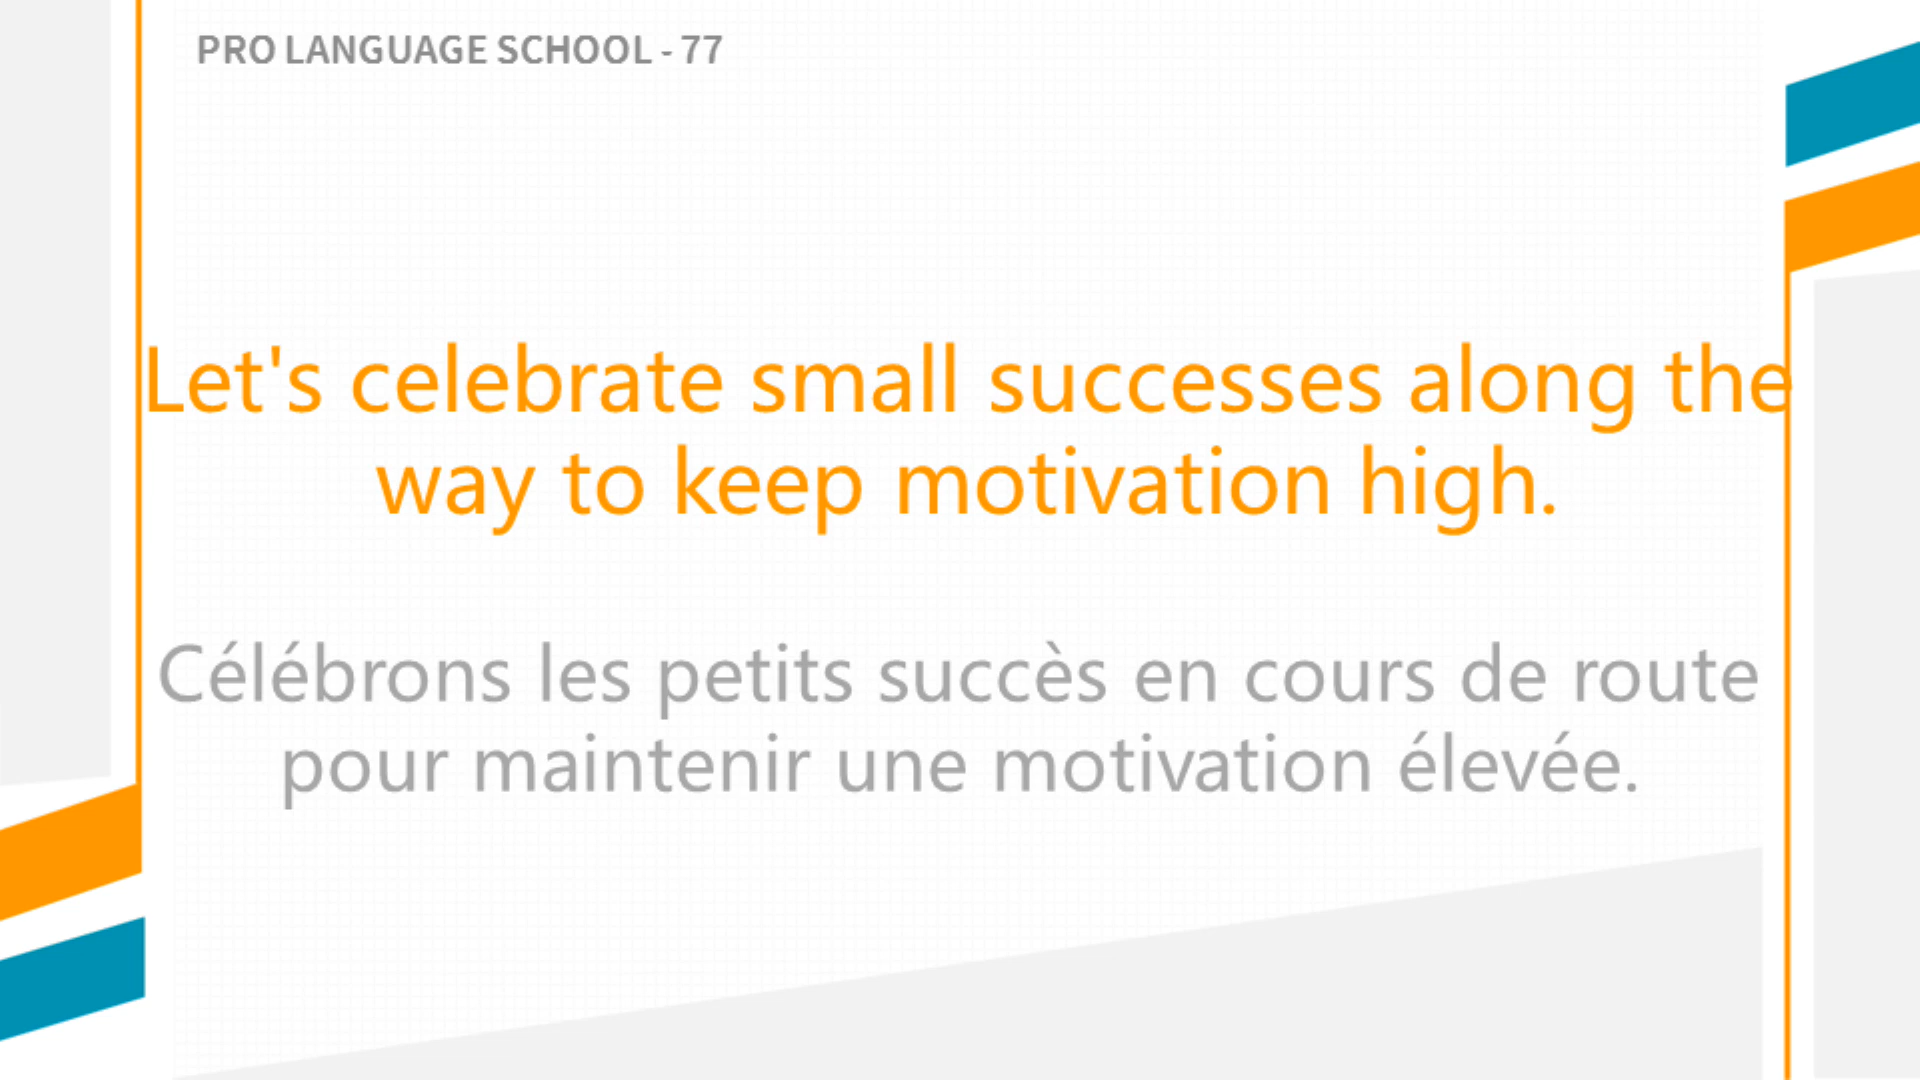 PRO LANGUAGE SCHOOL - 77
Let's celebrate small successes along the
way to keep motivation high.
Célébrons les petits succès en cours de route
pour maintenir une motivation élevée.